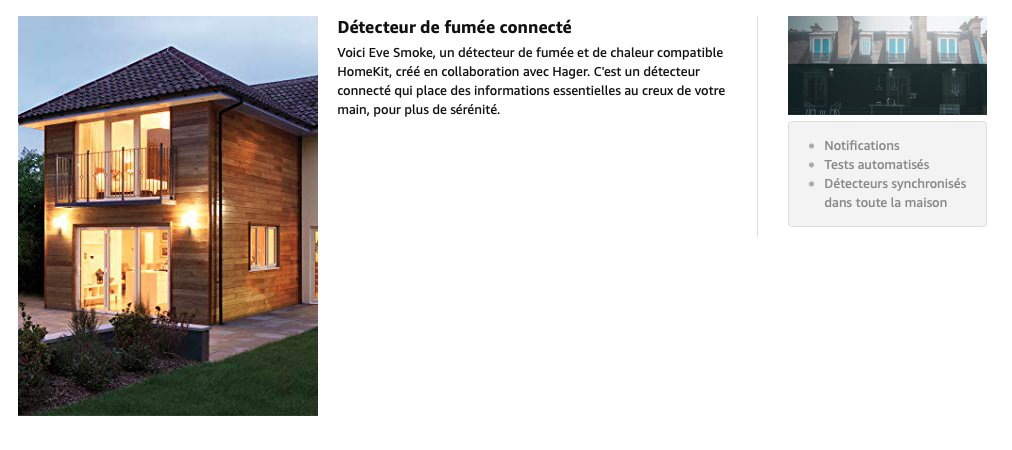 Détecteur de fumée connecté
Voici Eve Smoke, un détecteur de fumée et de chaleur compatible
HomeKit, créé en collaboration avec Hager. C'est un détecteur
connecté qui place des informations essentielles au creux de votre
main, pour plus de sérénité.
Notifications
Tests automatisés
Détecteurs synchronisés
dans toute la maison